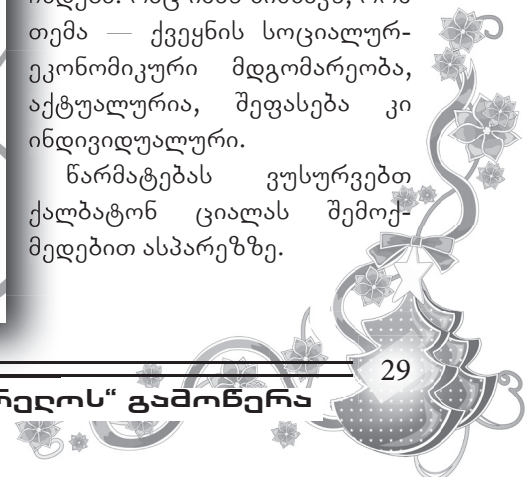 თემა — ქვეყნის სოციალურ-
ეკონომიკური მდგომარეობა,
აქტუალურია, შეფასება კი
ინდივიდუალური.
წარმატებას ვუსურვებთ
ქალბატონ ციალას შემოქ-
მედებით ასპარეზზე.
29
გამოწერა